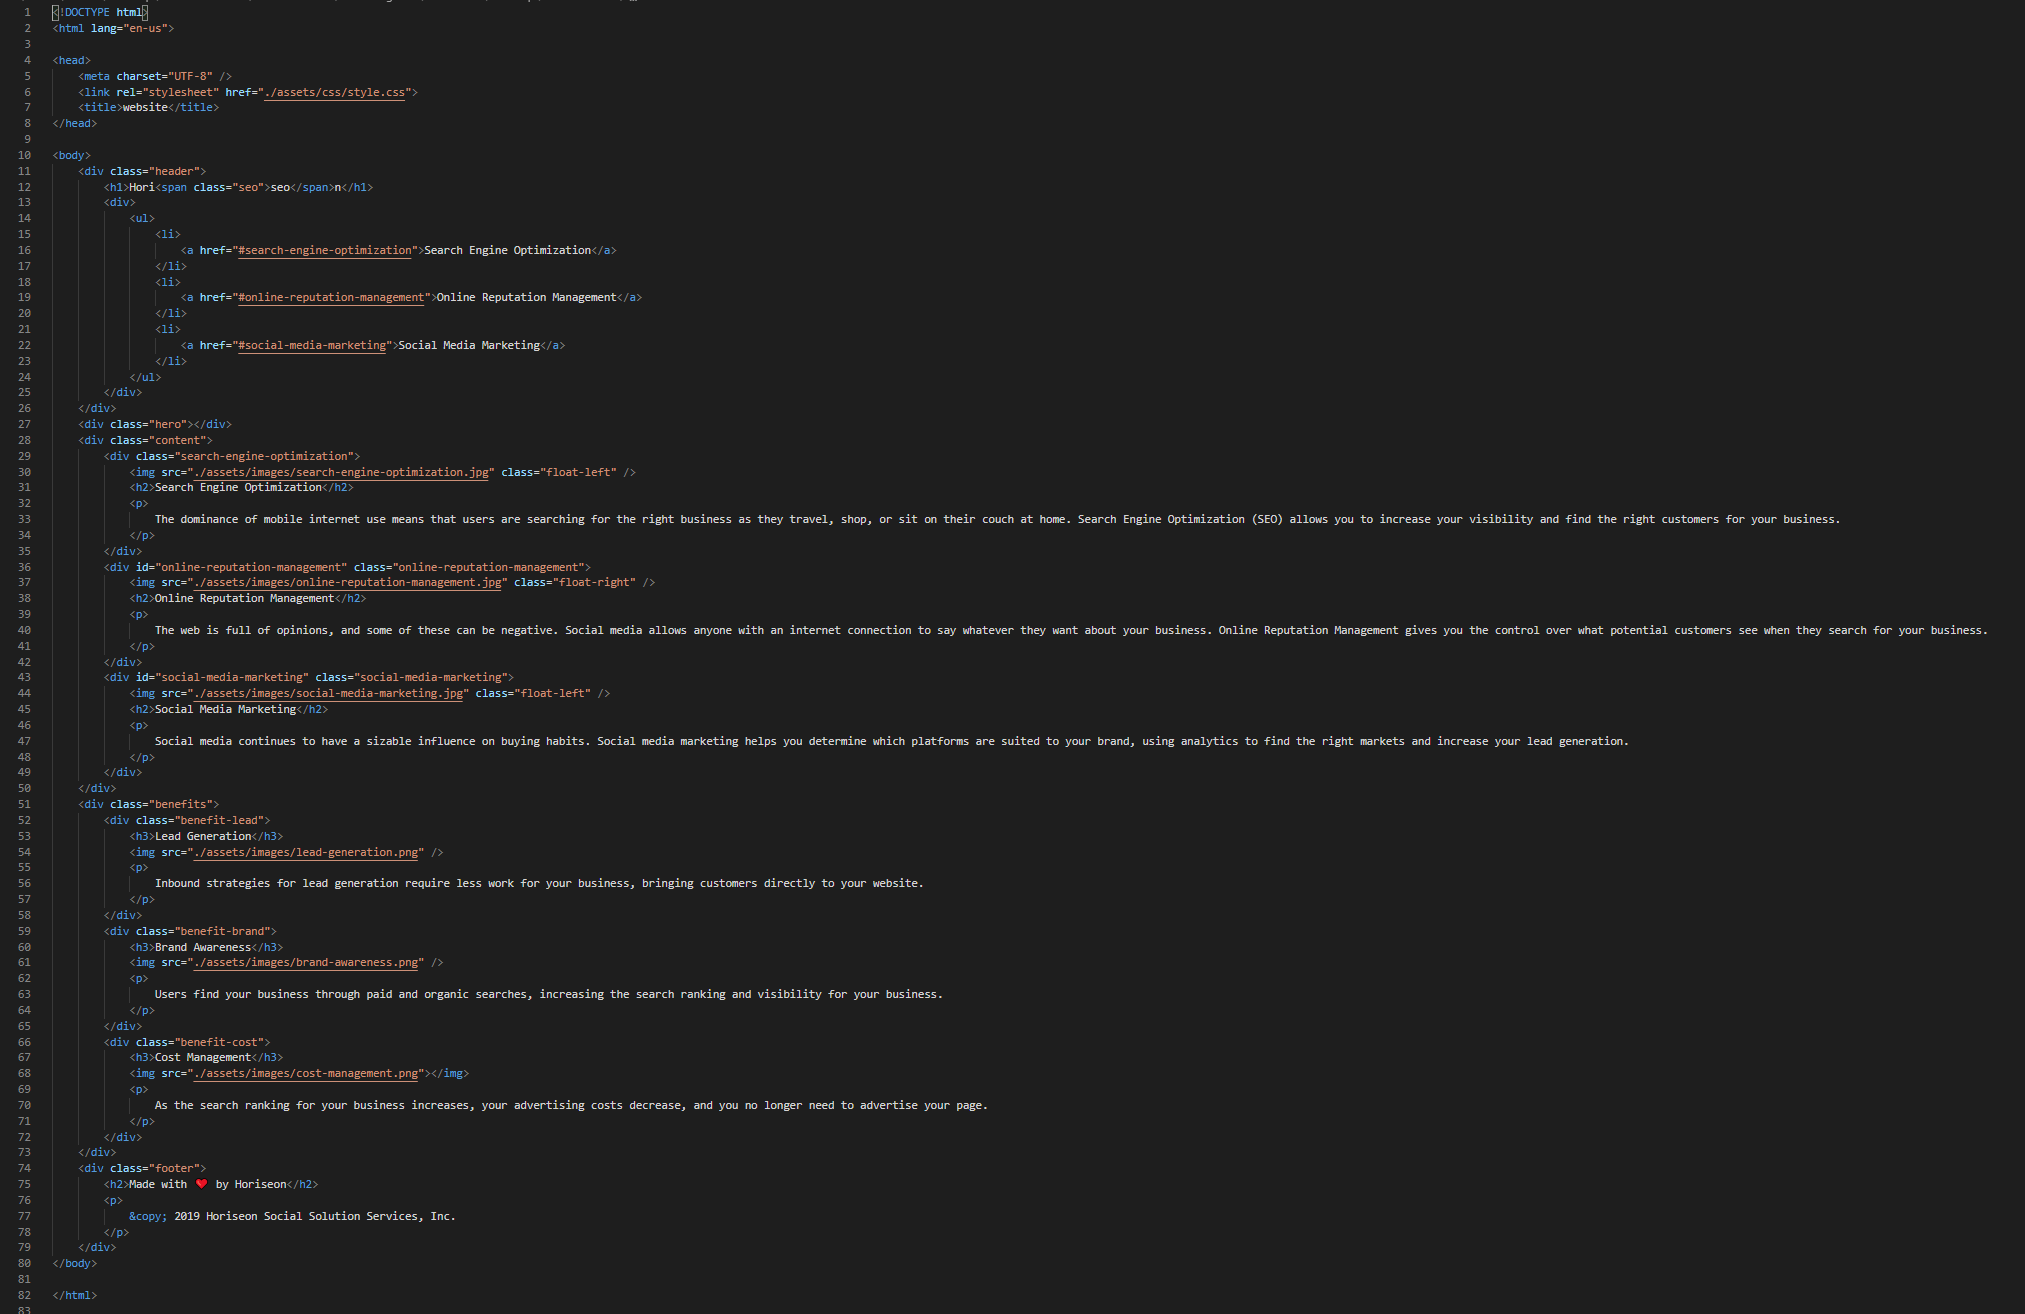 1 <!DOCTYPE html>
2 <html lang="en-us">
3
4 <head>
5     <meta charset="UTF-8" />
6     <link rel="stylesheet" href="./assets/css/style.css">
7     <title>website</title>
8 </head>
9
10 <body>
11     <div class="header">
12         <h1>Hori<span class="seo">seo</span>n</h1>
13         <div>
14             <ul>
15                 <li>
16                     <a href="#search-engine-optimization">Search Engine Optimization</a>
17                 </li>
18                 <li>
19                     <a href="#online-reputation-management">Online Reputation Management</a>
20                 </li>
21                 <li>
22                     <a href="#social-media-marketing">Social Media Marketing</a>
23                 </li>
24             </ul>
25         </div>
26     </div>
27     <div class="hero"></div>
28     <div class="content">
29         <div class="search-engine-optimization">
30             <img src="./assets/images/search-engine-optimization.jpg" class="float-left" />
31             <h2>Search Engine Optimization</h2>
32             <p>
33                 The dominance of mobile internet use means that users are searching for the right business as they travel, shop, or sit on their couch at home. Search Engine Optimization (SEO) allows you to increase your visibility and find the right customers for your business.
34             </p>
35         </div>
36         <div id="online-reputation-management" class="online-reputation-management">
37             <img src="./assets/images/online-reputation-management.jpg" class="float-right" />
38             <h2>Online Reputation Management</h2>
39             <p>
40                 The web is full of opinions, and some of these can be negative. Social media allows anyone with an internet connection to say whatever they want about your business. Online Reputation Management gives you the control over what potential customers see when they search for your business.
41             </p>
42         </div>
43         <div id="social-media-marketing" class="social-media-marketing">
44             <img src="./assets/images/social-media-marketing.jpg" class="float-left" />
45             <h2>Social Media Marketing</h2>
46             <p>
47                 Social media continues to have a sizable influence on buying habits. Social media marketing helps you determine which platforms are suited to your brand, using analytics to find the right markets and increase your lead generation.
48             </p>
49         </div>
50     </div>
51     <div class="benefits">
52         <div class="benefit-lead">
53             <h3>Lead Generation</h3>
54             <img src="./assets/images/lead-generation.png" />
55             <p>
56                 Inbound strategies for lead generation require less work for your business, bringing customers directly to your website.
57             </p>
58         </div>
59         <div class="benefit-brand">
60             <h3>Brand Awareness</h3>
61             <img src="./assets/images/brand-awareness.png" />
62             <p>
63                 Users find your business through paid and organic searches, increasing the search ranking and visibility for your business.
64             </p>
65         </div>
66         <div class="benefit-cost">
67             <h3>Cost Management</h3>
68             <img src="./assets/images/cost-management.png"></img>
69             <p>
70                 As the search ranking for your business increases, your advertising costs decrease, and you no longer need to advertise your page.
71             </p>
72         </div>
73     </div>
74     <div class="footer">
75         <h2>Made with ❤️ by Horiseon</h2>
76         <p>
77             &copy; 2019 Horiseon Social Solution Services, Inc.
78         </p>
79     </div>
80 </body>
81
82 </html>
83